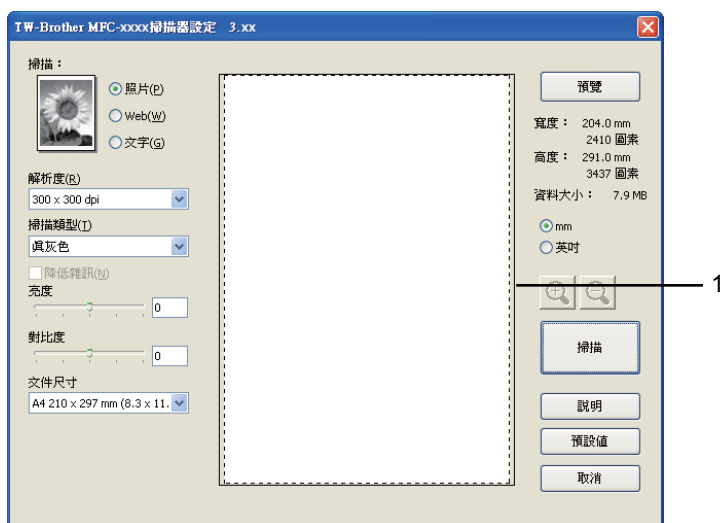 TW-Brother MFC-xxxx掃描器設定 3.xx
掃描：
照片(P)
Web(W)
文字(G)
解析度(R)
300 x 300 dpi
掃描類型(T)
真灰色
降低雜訊(N)
亮度
0
對比度
0
文件尺寸
A4 210 x 297 mm (8.3 x 11.
預覽
寬度： 204.0 mm
2410 圖素
高度： 291.0 mm
3437 圖素
資料大小： 7.9 MB
mm
英吋
掃描
說明
預設值
取消
1